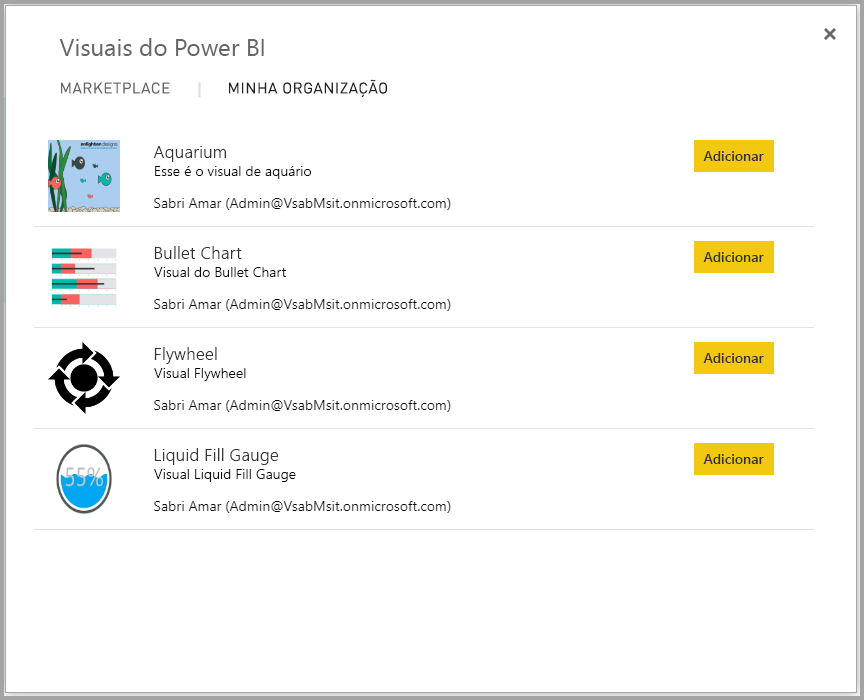 Visuais do Power BI
MARKETPLACE | MINHA ORGANIZAÇÃO
enlighten designs
Aquarium
Esse é o visual de aquário
Sabri Amar (Admin@VsabMsit.onmicrosoft.com)
Adicionar
Bullet Chart
Visual do Bullet Chart
Sabri Amar (Admin@VsabMsit.onmicrosoft.com)
Adicionar
Flywheel
Visual Flywheel
Sabri Amar (Admin@VsabMsit.onmicrosoft.com)
Adicionar
55%
Liquid Fill Gauge
Visual Liquid Fill Gauge
Sabri Amar (Admin@VsabMsit.onmicrosoft.com)
Adicionar